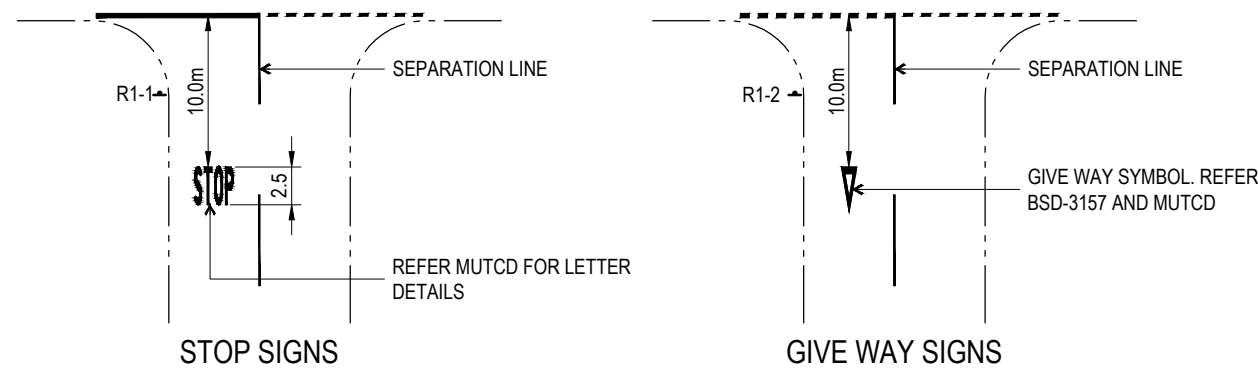 SEPARATION LINE
10.0m
R1-1
STOP
2.5
REFER MUTCD FOR LETTER
DETAILS
STOP SIGNS
SEPARATION LINE
10.0m
R1-2
GIVE WAY SYMBOL. REFER
BSD-3157 AND MUTCD
GIVE WAY SIGNS